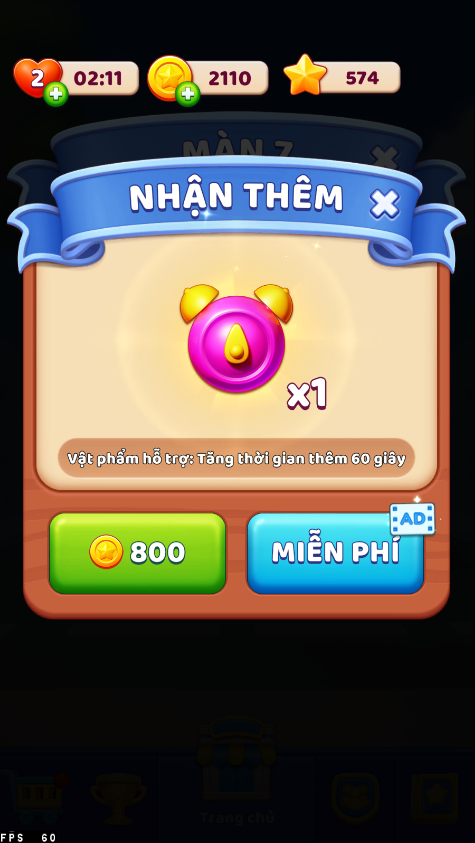 2
02:11
2110
574
MÀN 7
NHẬN THÊM
x1
Vật phẩm hỗ trợ: Tăng thời gian thêm 60 giây
AD
800
MIỄN PHÍ
Trang chủ
FPS 60